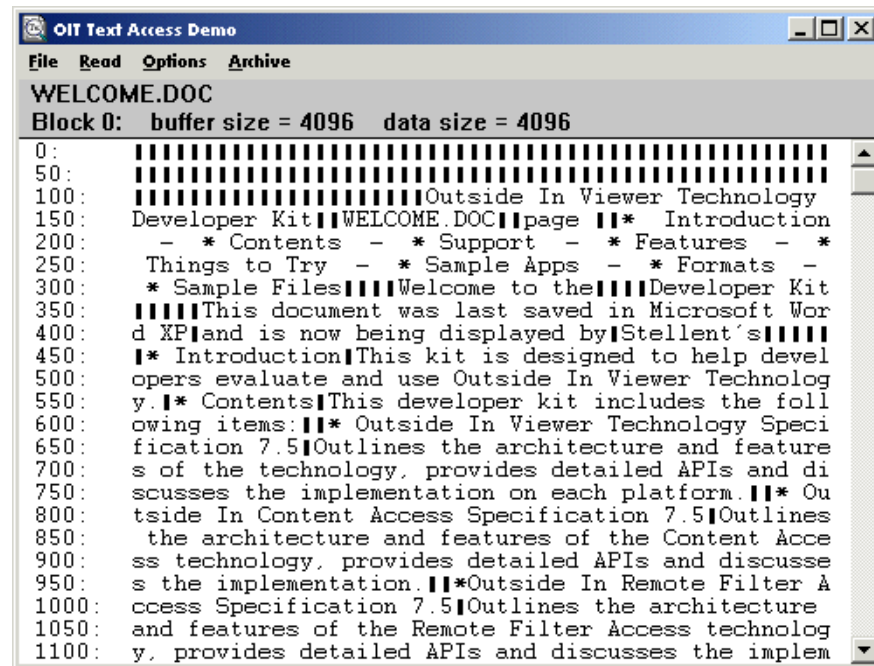 OIT Text Access Demo
File Read Options Archive
WELCOME.DOC
Block 0: buffer size = 4096 data size = 4096
0: ||||||||||||||||||||||||||||||||||||||||||||||||||
50: ||||||||||||||||||||||||||||||||||||||||||||||||||
100: |||||||||||||||||||||Outside In Viewer Technology
150: Developer Kit||WELCOME.DOC||page ||* Introduction
200: – * Contents – * Support – * Features – *
250: Things to Try – * Sample Apps – * Formats –
300: * Sample Files||||Welcome to the||||Developer Kit
350: |||||This document was last saved in Microsoft Wor
400: d XP|and is now being displayed by|Stellent´s|||||
450: |* Introduction|This kit is designed to help devel
500: opers evaluate and use Outside In Viewer Technolog
550: y.|* Contents|This developer kit includes the foll
600: owing items:||* Outside In Viewer Technology Speci
650: fication 7.5|Outlines the architecture and feature
700: s of the technology, provides detailed APIs and di
750: scusses the implementation on each platform.||* Ou
800: tside In Content Access Specification 7.5|Outlines
850: the architecture and features of the Content Acce
900: ss technology, provides detailed APIs and discusse
950: s the implementation.||*Outside In Remote Filter A
1000: ccess Specification 7.5|Outlines the architecture
1050: and features of the Remote Filter Access technolog
1100: y, provides detailed APIs and discusses the implem